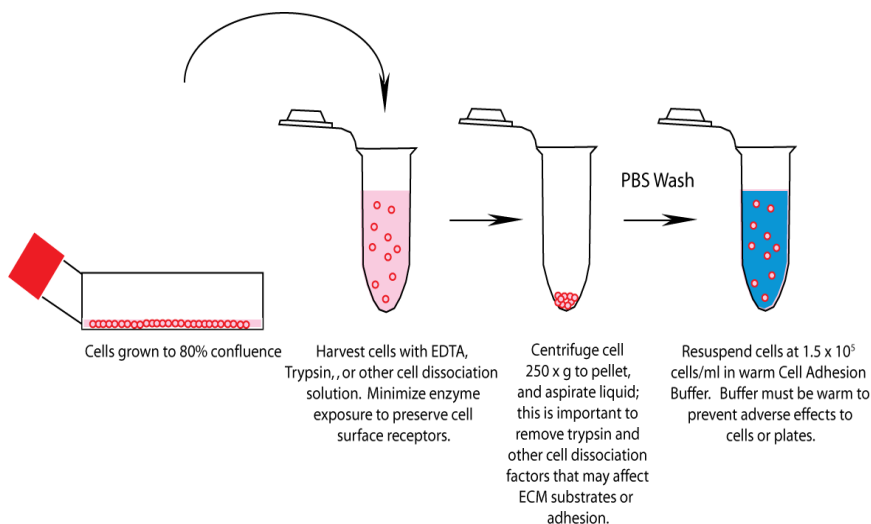 PBS Wash
Cells grown to 80% confluence
Harvest cells with EDTA,
Trypsin,, or other cell dissociation
solution.  Minimize enzyme
exposure to preserve cell
surface receptors.
Centrifuge cell
250 x g to pellet,
and aspirate liquid;
this is important to
remove trypsin and
other cell dissociation
factors that may affect
ECM substrates or
adhesion.
Resuspend cells at 1.5 x 10⁵
cells/ml in warm Cell Adhesion
Buffer.  Buffer must be warm to
prevent adverse effects to
cells or plates.